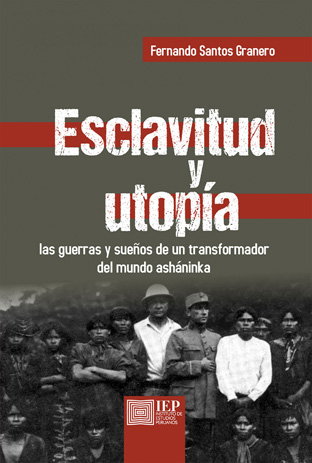 Fernando Santos Granero
Esclavitud
y
utopía
las guerras y sueños de un transformador
del mundo asháninka
IEP
INSTITUTO DE
ESTUDIOS
PERUANOS